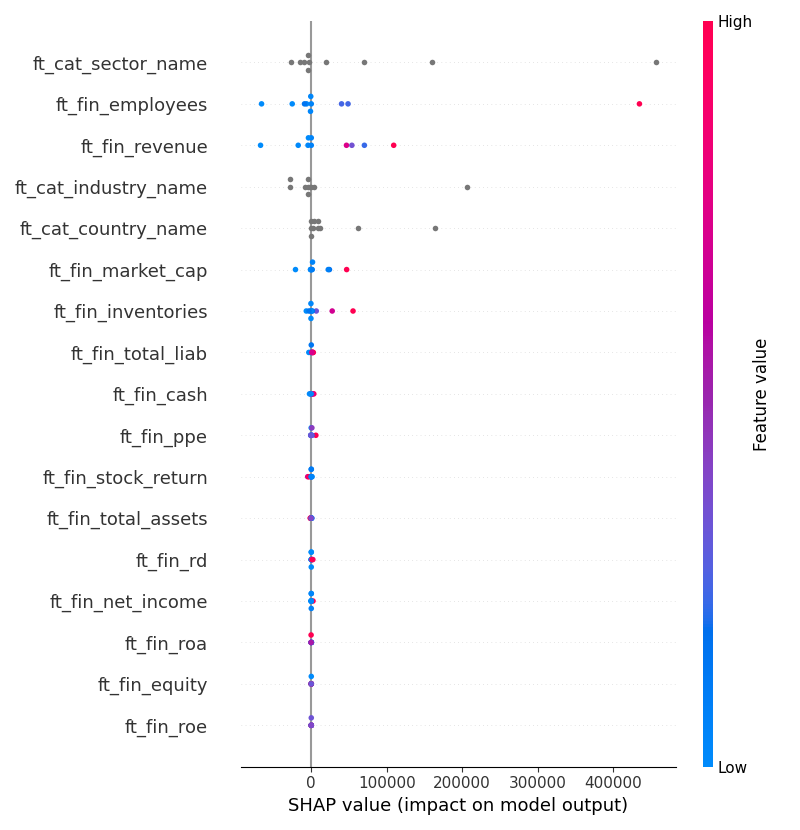 High
ft_cat_sector_name
ft_fin_employees
ft_fin_revenue
ft_cat_industry_name
ft_cat_country_name
ft_fin_market_cap
ft_fin_inventories
ft_fin_total_liab
ft_fin_cash
ft_fin_ppe
ft_fin_stock_return
ft_fin_total_assets
ft_fin_rd
ft_fin_net_income
ft_fin_roa
ft_fin_equity
ft_fin_roe
Feature value
Low
0 100000 200000 300000 400000
SHAP value (impact on model output)